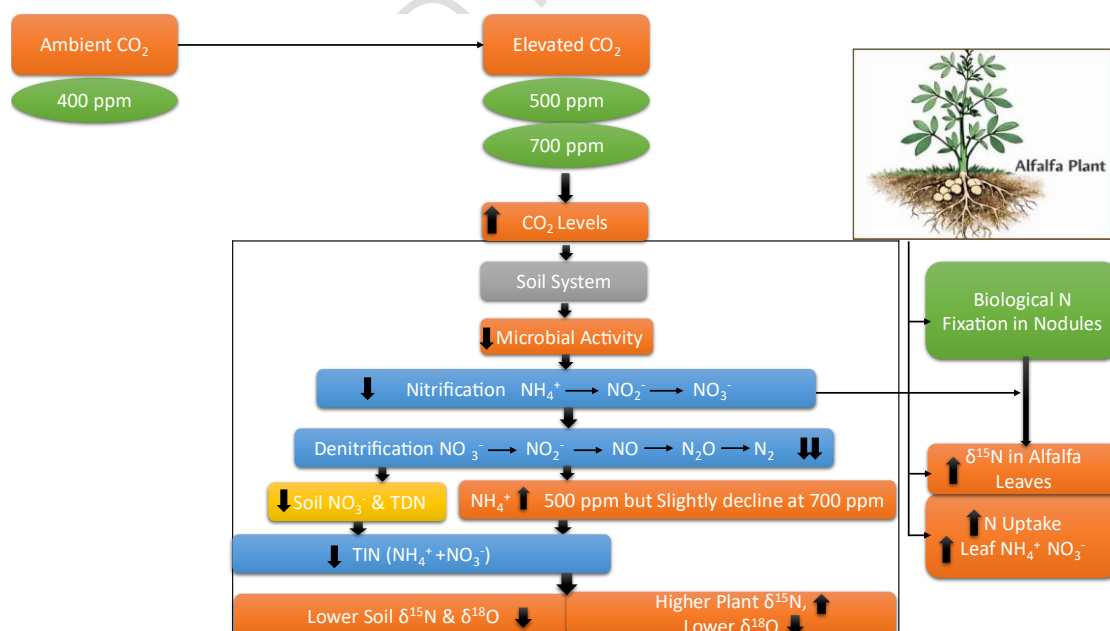 Ambient CO₂
Elevated CO₂
400 ppm
500 ppm
700 ppm
Alfalfa Plant
CO₂ Levels
Soil System
Microbial Activity
Biological N
Fixation in Nodules
Nitrification NH₄⁺ → NO₂⁻ → NO₃⁻
Denitrification NO ₃⁻ → NO₂⁻ → NO → N₂O → N₂
Soil NO₃⁻ & TDN
NH₄⁺ 500 ppm but Slightly decline at 700 ppm
δ¹⁵N in Alfalfa
Leaves
N Uptake
Leaf NH₄⁺ NO₃⁻
TIN (NH₄⁺+NO₃⁻)
Lower Soil δ¹⁵N & δ¹⁸O
Higher Plant δ¹⁵N,
Lower δ¹⁸O